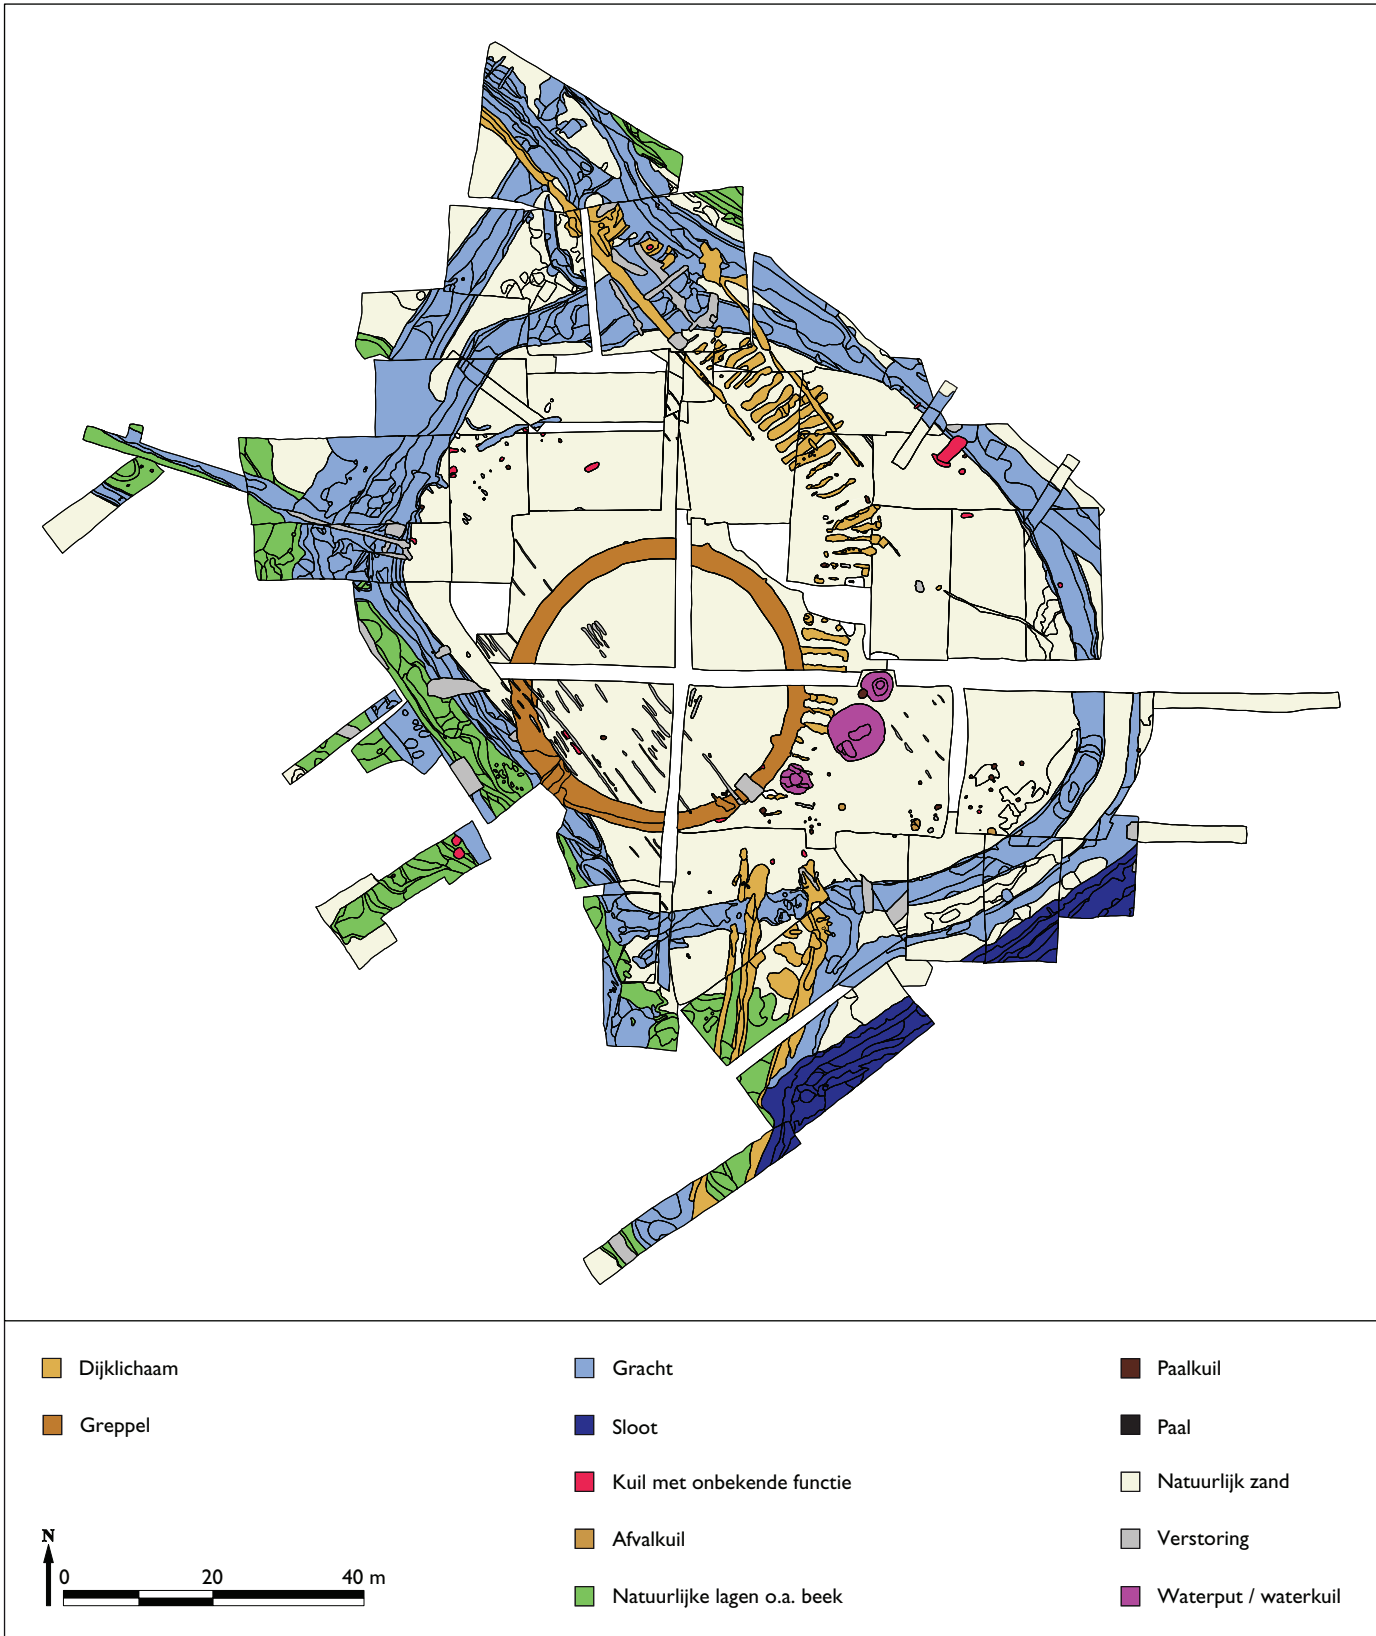 Dijklichaam
Greppel
Gracht
Sloot
Kuil met onbekende functie
Afvalkuil
Natuurlijke lagen o.a. beek
Paalkuil
Paal
Natuurlijk zand
Verstoring
Waterput / waterkuil
N
0 20 40 m